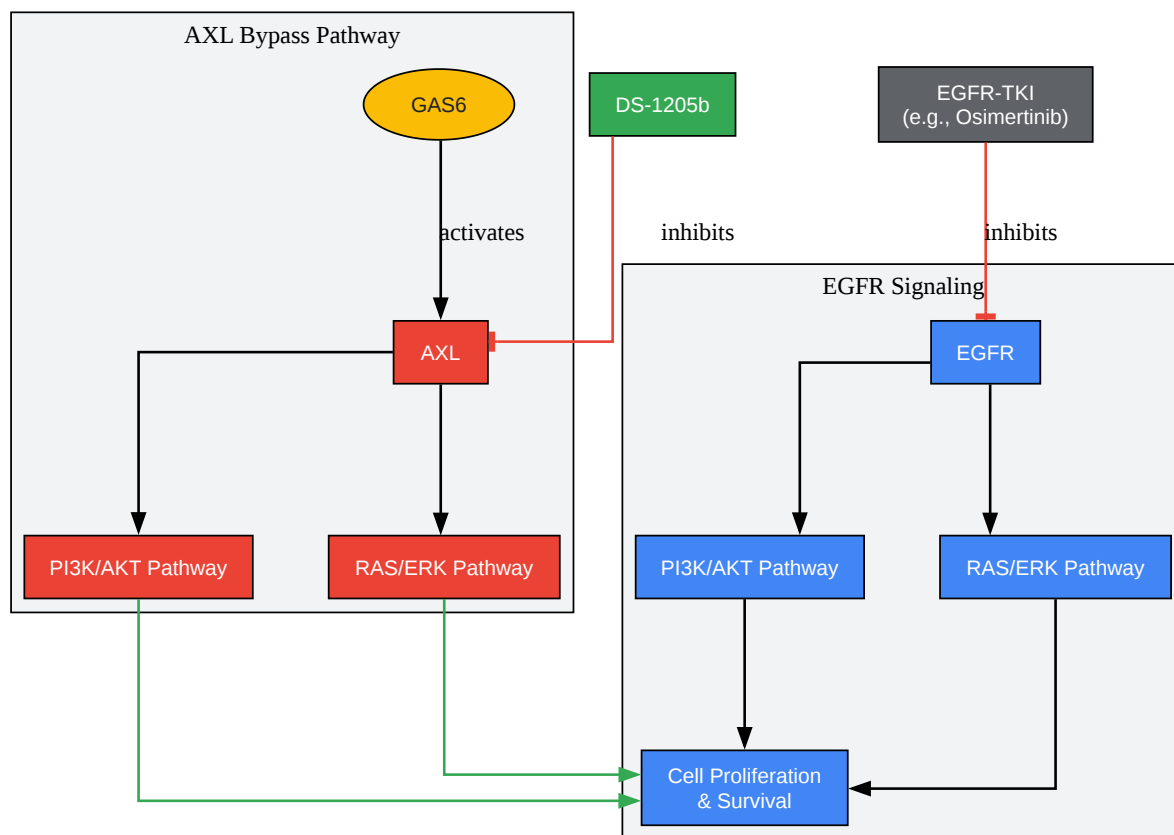 AXL Bypass Pathway
GAS6
DS-1205b
EGFR-TKI
(e.g., Osimertinib)
activates
inhibits
inhibits
EGFR Signaling
AXL
EGFR
PI3K/AKT Pathway
RAS/ERK Pathway
PI3K/AKT Pathway
RAS/ERK Pathway
Cell Proliferation
& Survival